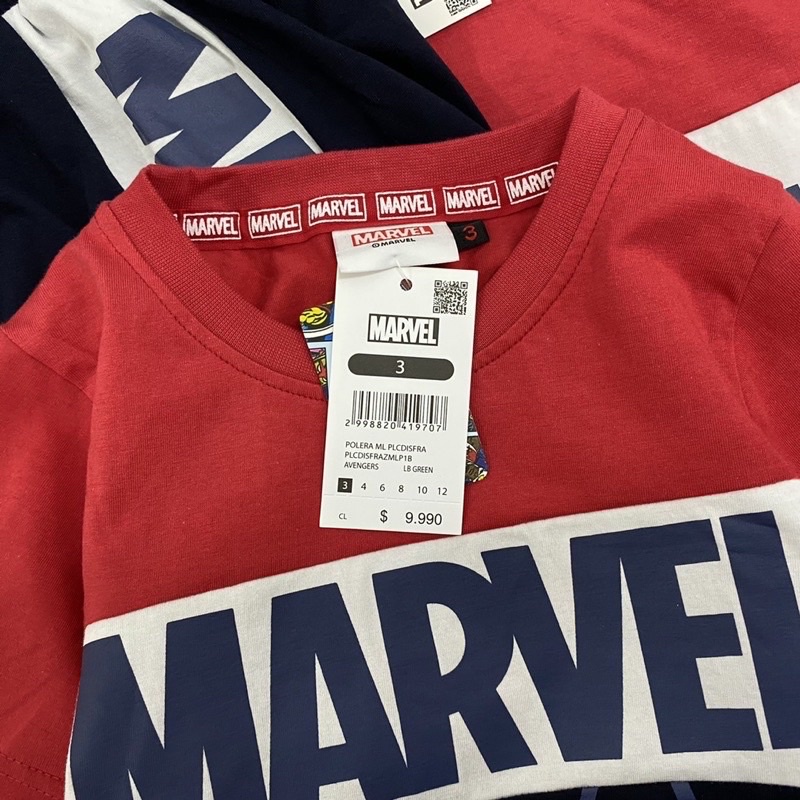 M
MARVEL MARVEL MARVEL MARVEL MARVEL MARVEL
MARVEL
© MARVEL
3
MARVEL
3
2 998820 419707
POLERA ML PLCDISFRA
PLCDISFRAZMLP1B
AVENGERS LB GREEN
3 4 6 8 10 12
CL $ 9.990
MARVEL